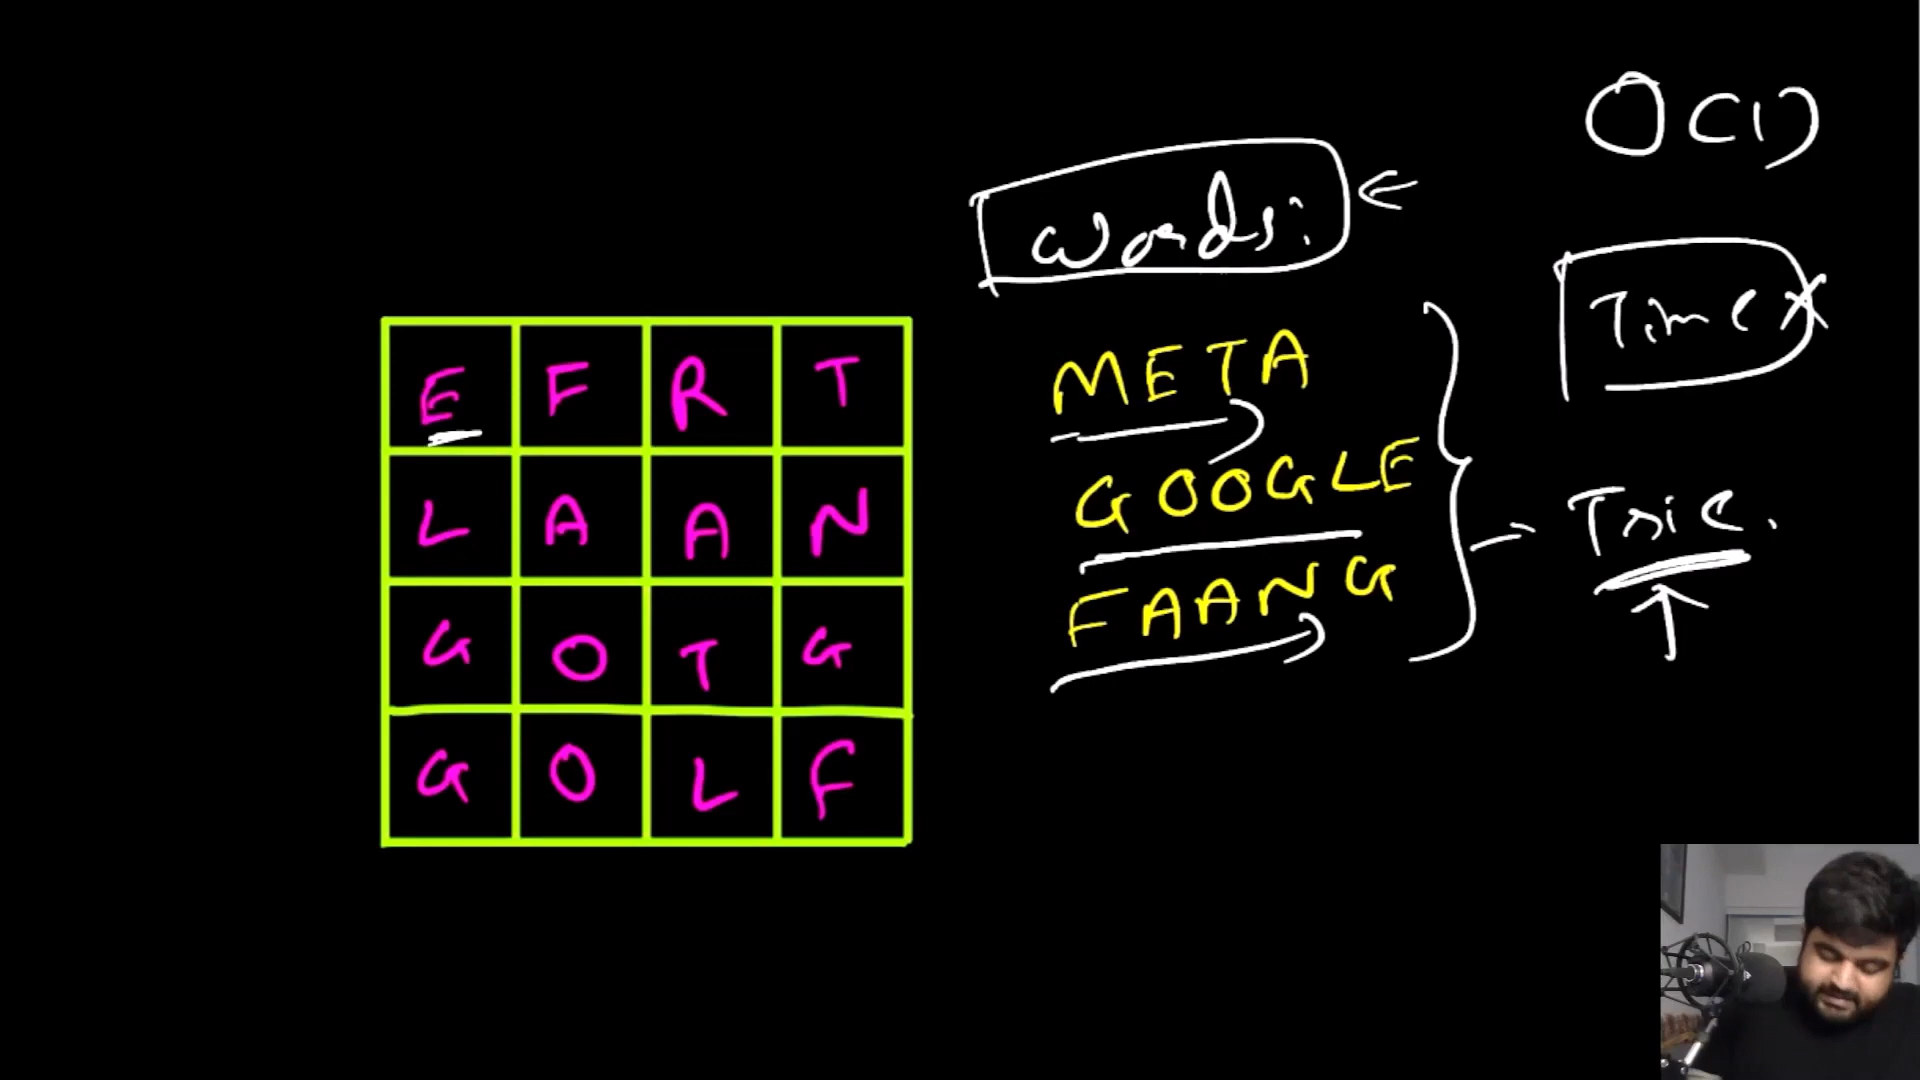 O(1)
words:
Time
E F R T
META
L A A N
GOOGLE
Trie.
G O T G
FAANG
G O L F